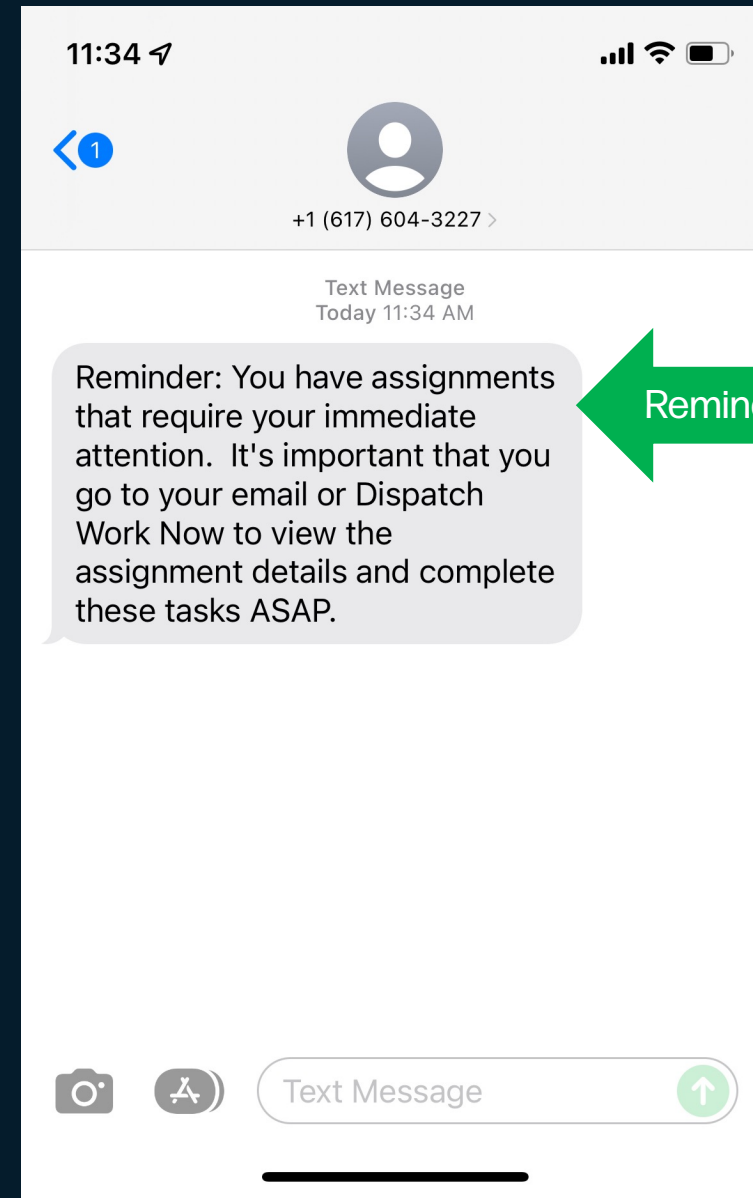 11:34
1
+1 (617) 604-3227
Text Message
Today 11:34 AM
Reminder: You have assignments
that require your immediate
attention.  It's important that you
go to your email or Dispatch
Work Now to view the
assignment details and complete
these tasks ASAP.
Text Message